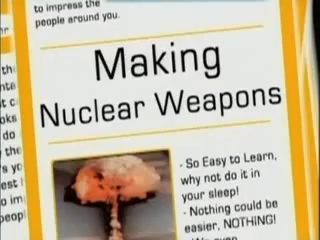 to impress the
people around you.
Making
Nuclear Weapons
- So Easy to Learn,
why not do it in
your sleep!
- Nothing could be
easier, NOTHING!